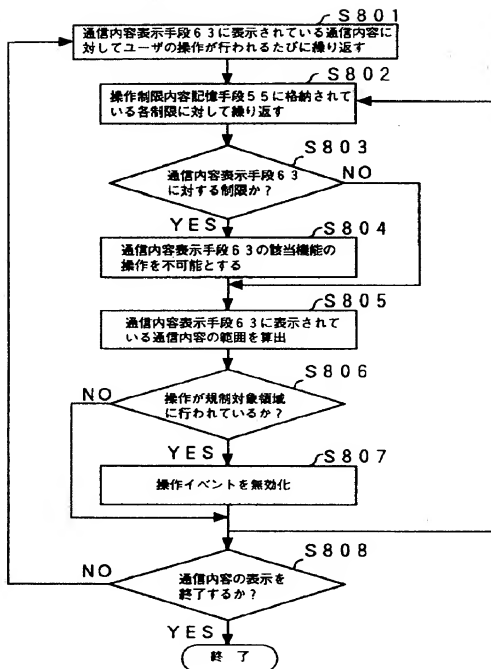 S801
通信内容表示手段63に表示されている通信内容に
対してユーザの操作が行われるたびに繰り返す
S802
操作制限内容記憶手段55に格納されて
いる各制限に対して繰り返す
S803
通信内容表示手段63
に対する制限か?
NO
YES
S804
通信内容表示手段63の該当機能の
操作を不可能とする
S805
通信内容表示手段63に表示されて
いる通信内容の範囲を算出
S806
NO
操作が規制対象領域
に行われているか?
YES
S807
操作イベントを無効化
S808
NO
通信内容の表示を
終了するか?
YES
終 了